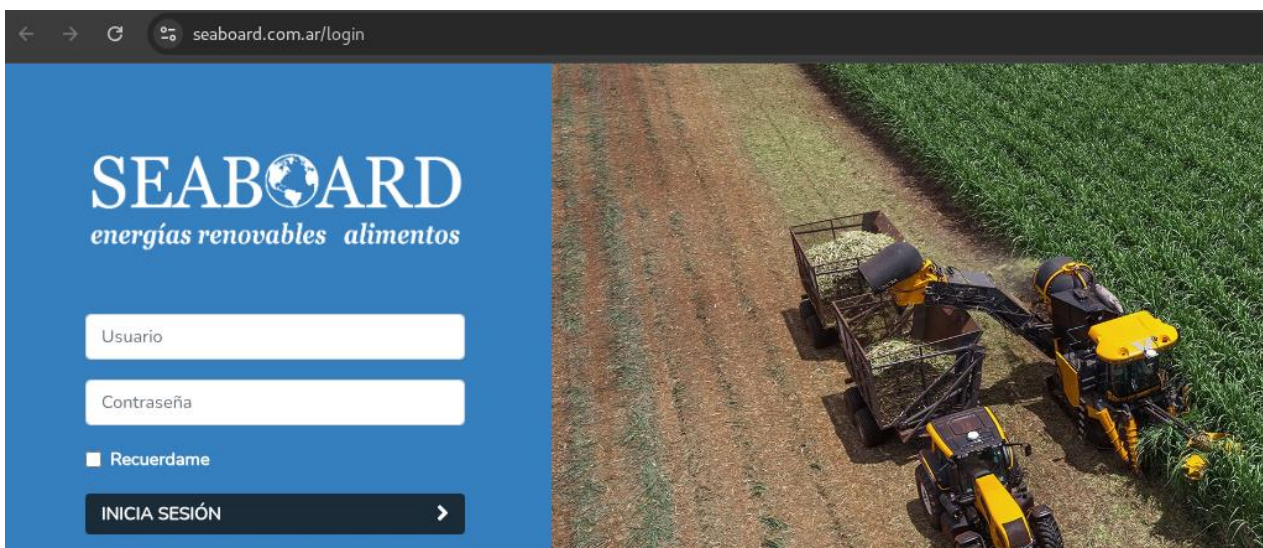 seaboard.com.ar/login
SEABOARD
energías renovables alimentos
Usuario
Contraseña
Recuerdame
INICIA SESIÓN